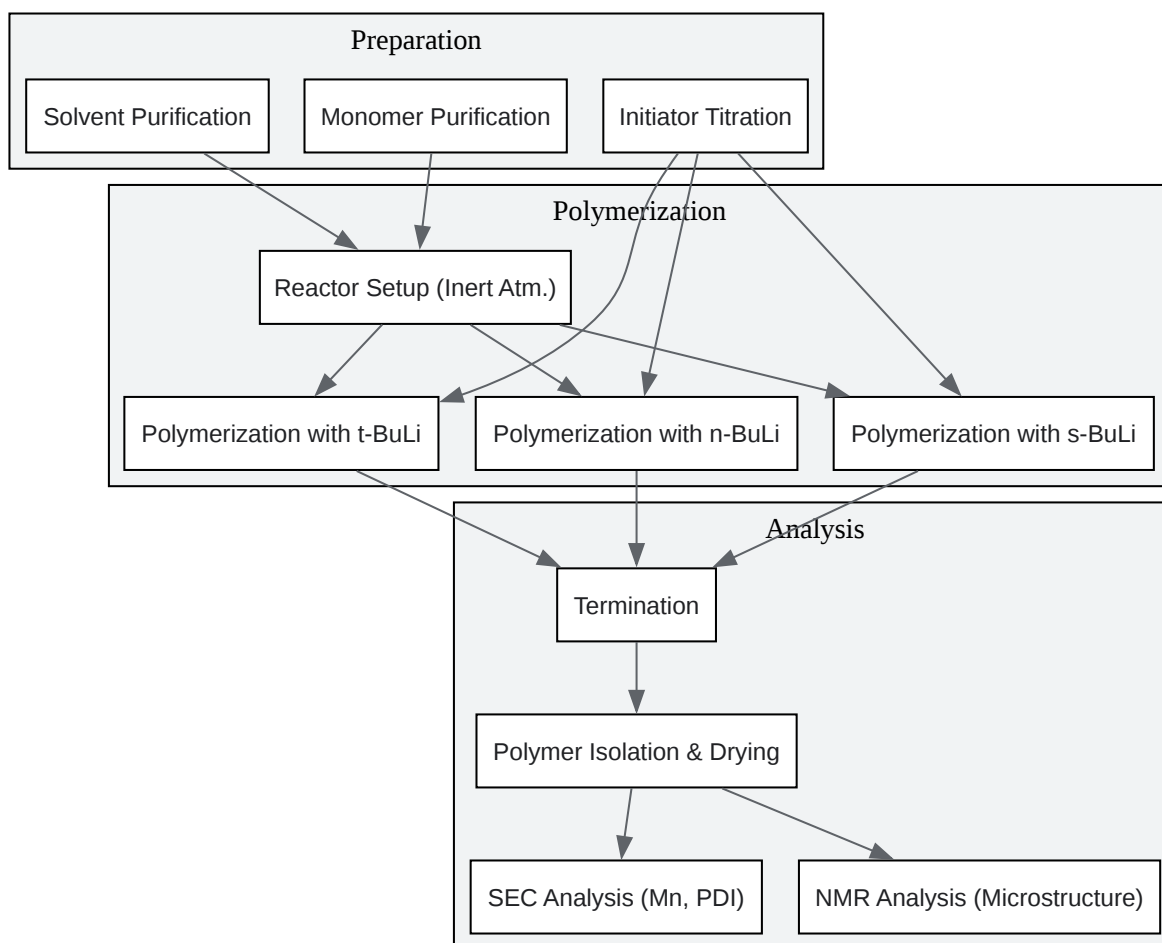 Preparation
Solvent Purification
Monomer Purification
Initiator Titration
Polymerization
Reactor Setup (Inert Atm.)
Polymerization with t-BuLi
Polymerization with n-BuLi
Polymerization with s-BuLi
Analysis
Termination
Polymer Isolation & Drying
SEC Analysis (Mn, PDI)
NMR Analysis (Microstructure)